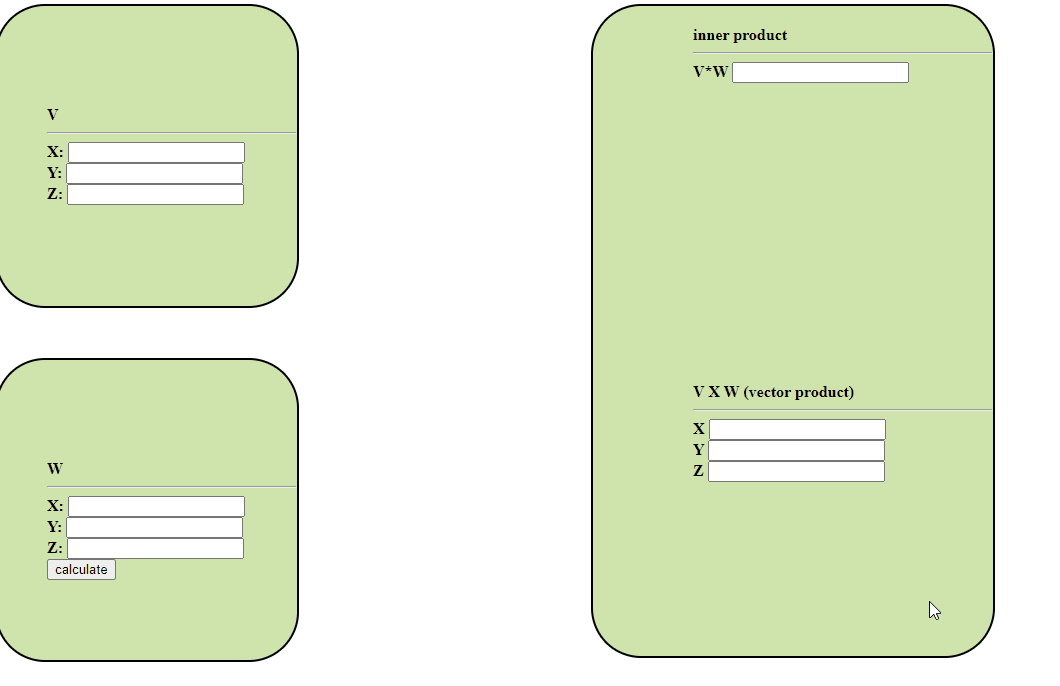 V
X:
Y:
Z:
W
X:
Y:
Z:
calculate
inner product
V*W
V X W (vector product)
X
Y
Z